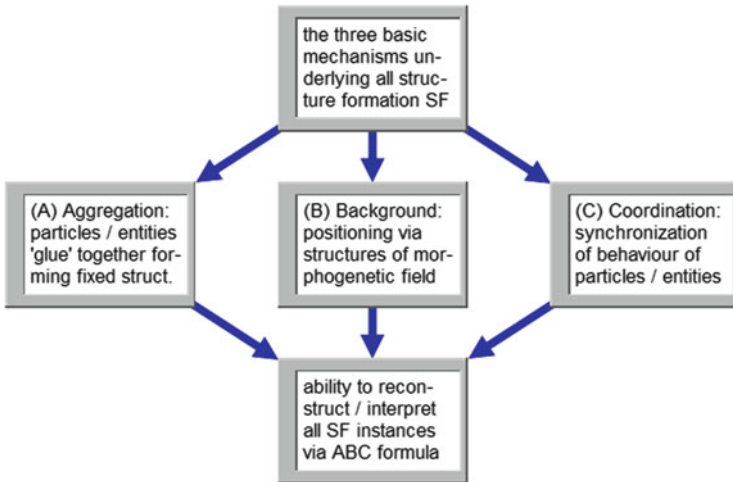 the three basic
mechanisms un-
derlying all struc-
ture formation SF
(A) Aggregation:
particles / entities
'glue' together for-
ming fixed struct.
(B) Background:
positioning via
structures of mor-
phogenetic field
(C) Coordination:
synchronization
of behaviour of
particles / entities
ability to recon-
struct / interpret
all SF instances
via ABC formula